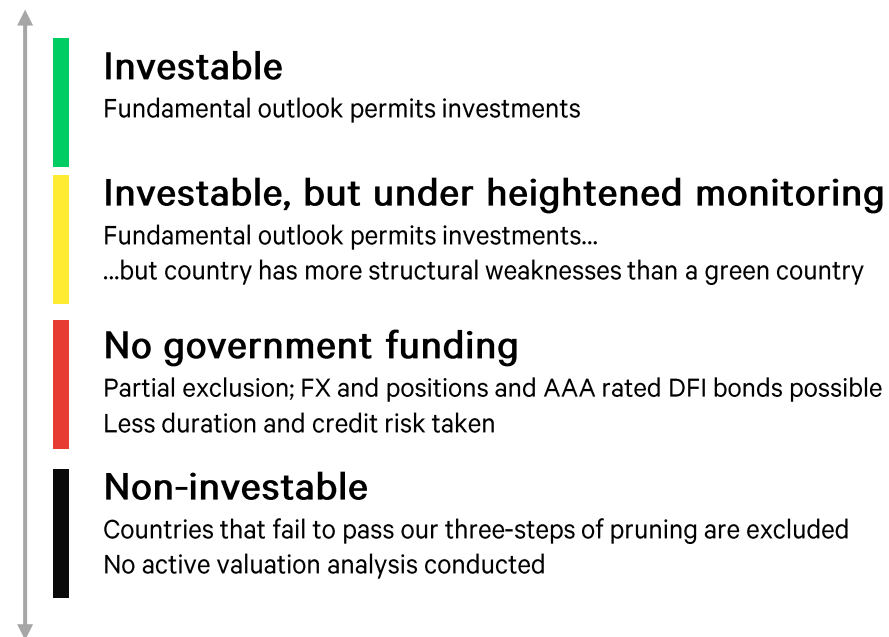 Investable
Fundamental outlook permits investments
Investable, but under heightened monitoring
Fundamental outlook permits investments...
...but country has more structural weaknesses than a green country
No government funding
Partial exclusion; FX and positions and AAA rated DFI bonds possible
Less duration and credit risk taken
Non-investable
Countries that fail to pass our three-steps of pruning are excluded
No active valuation analysis conducted